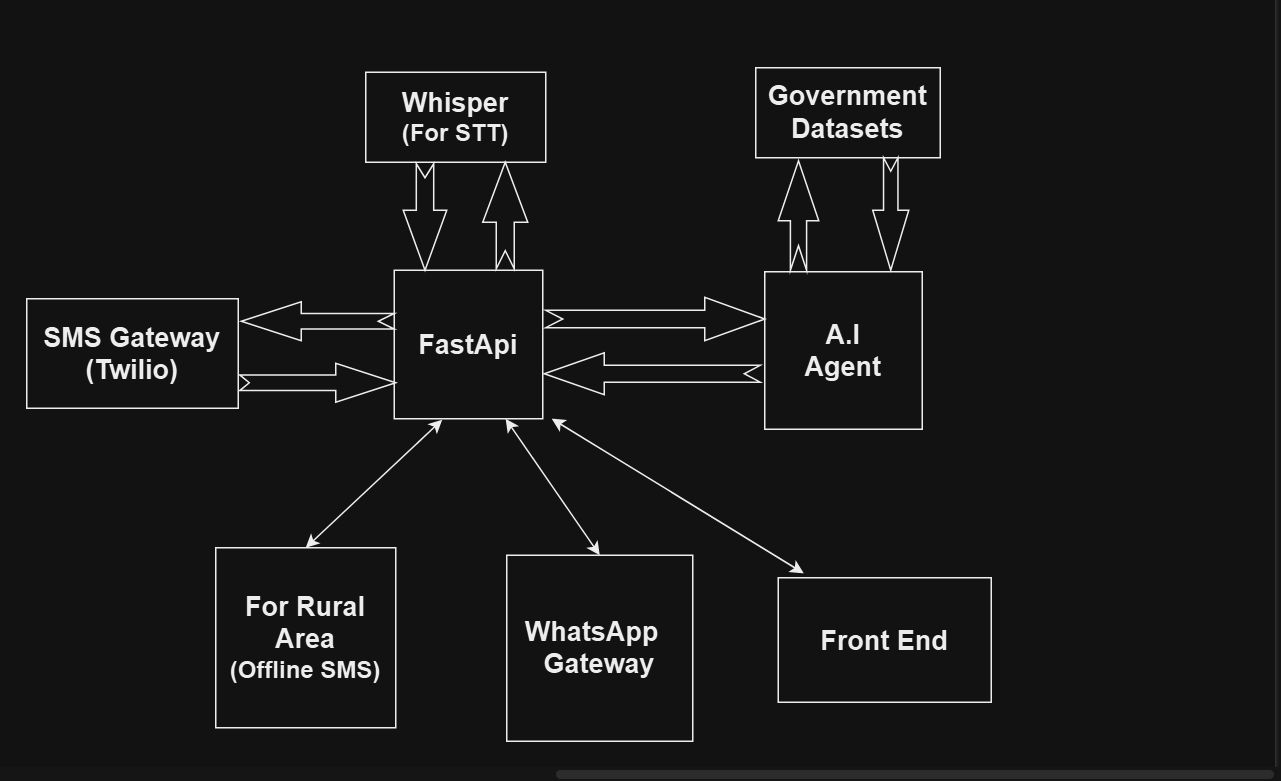 Whisper
(For STT)
Government
Datasets
SMS Gateway
(Twilio)
FastApi
A.I
Agent
For Rural
Area
(Offline SMS)
WhatsApp
Gateway
Front End